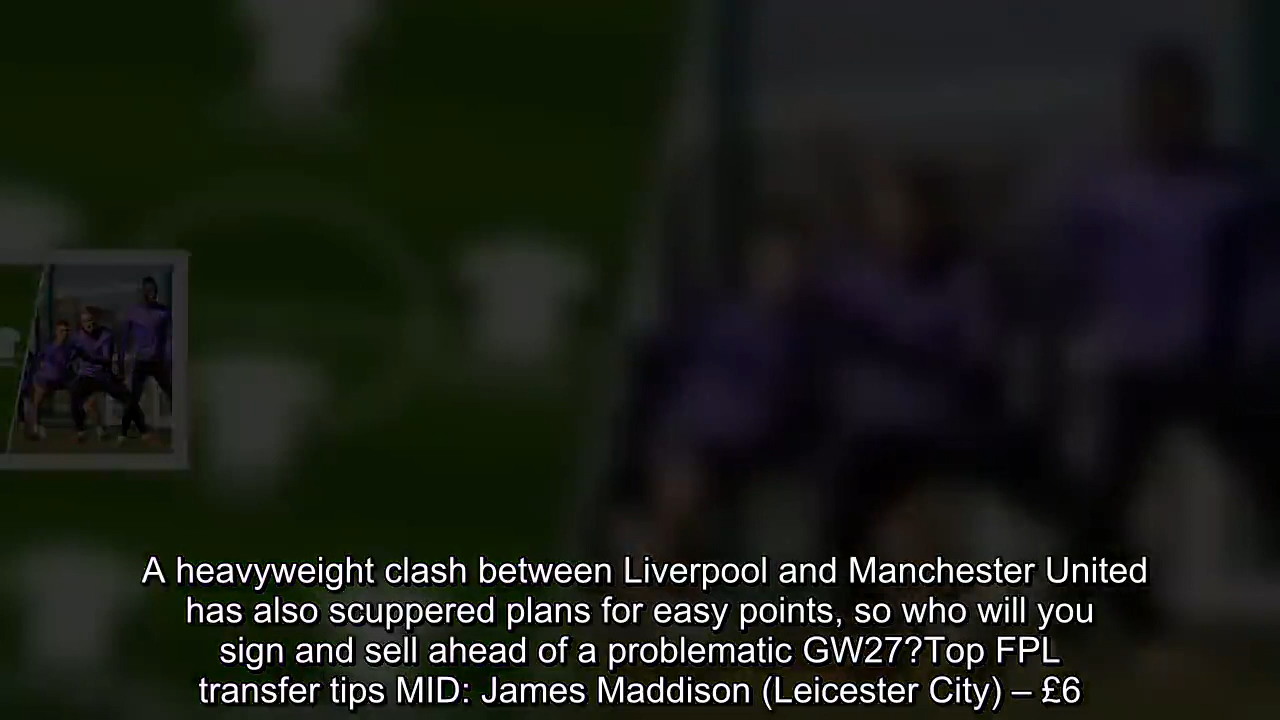 A heavyweight clash between Liverpool and Manchester United
has also scuppered plans for easy points, so who will you
sign and sell ahead of a problematic GW27?Top FPL
transfer tips MID: James Maddison (Leicester City) – £6